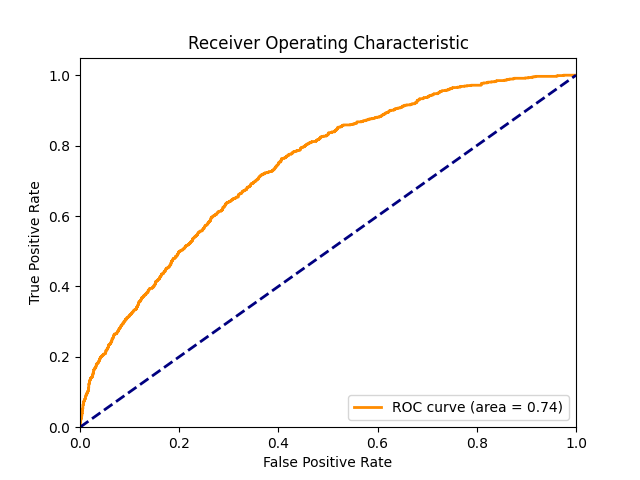 Receiver Operating Characteristic
True Positive Rate
1.0
0.8
0.6
0.4
0.2
0.0
0.0 0.2 0.4 0.6 0.8 1.0
False Positive Rate
ROC curve (area = 0.74)